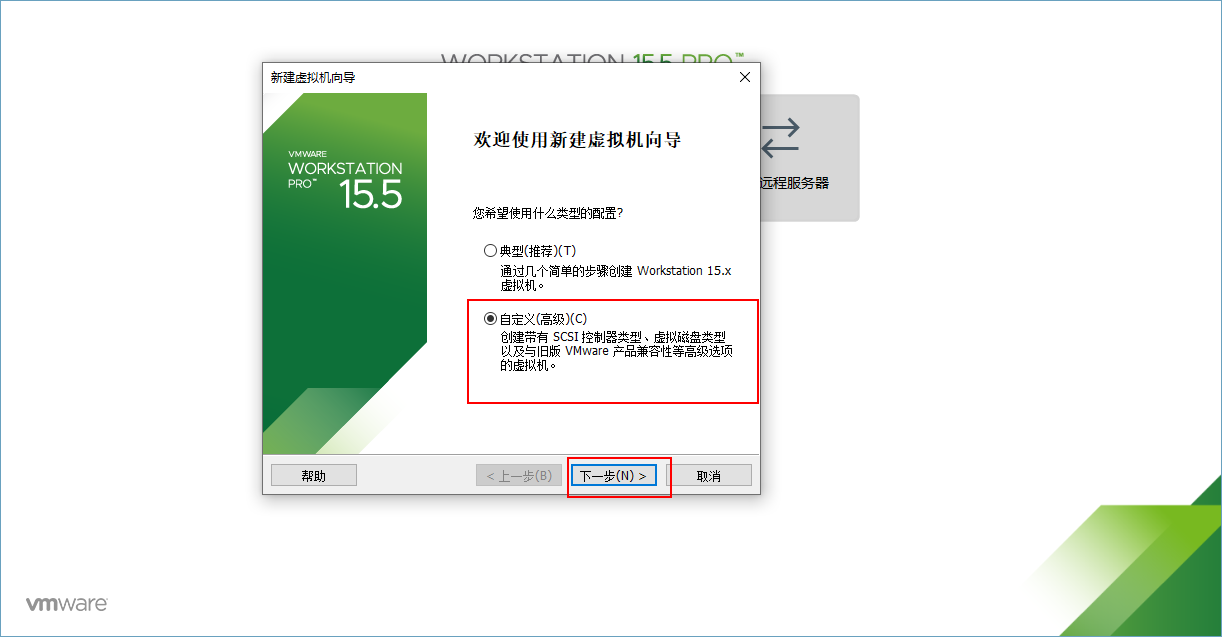 WORKSTATION 15.5 PRO™
新建虚拟机向导
VMWARE
WORKSTATION
PRO™ 15.5
欢迎使用新建虚拟机向导
您希望使用什么类型的配置?
典型(推荐)(T)
通过几个简单的步骤创建 Workstation 15.x
虚拟机。
自定义(高级)(C)
创建带有 SCSI 控制器类型、虚拟磁盘类型
以及与旧版 VMware 产品兼容性等高级选项
的虚拟机。
远程服务器
帮助
< 上一步(B)
下一步(N) >
取消
vmware